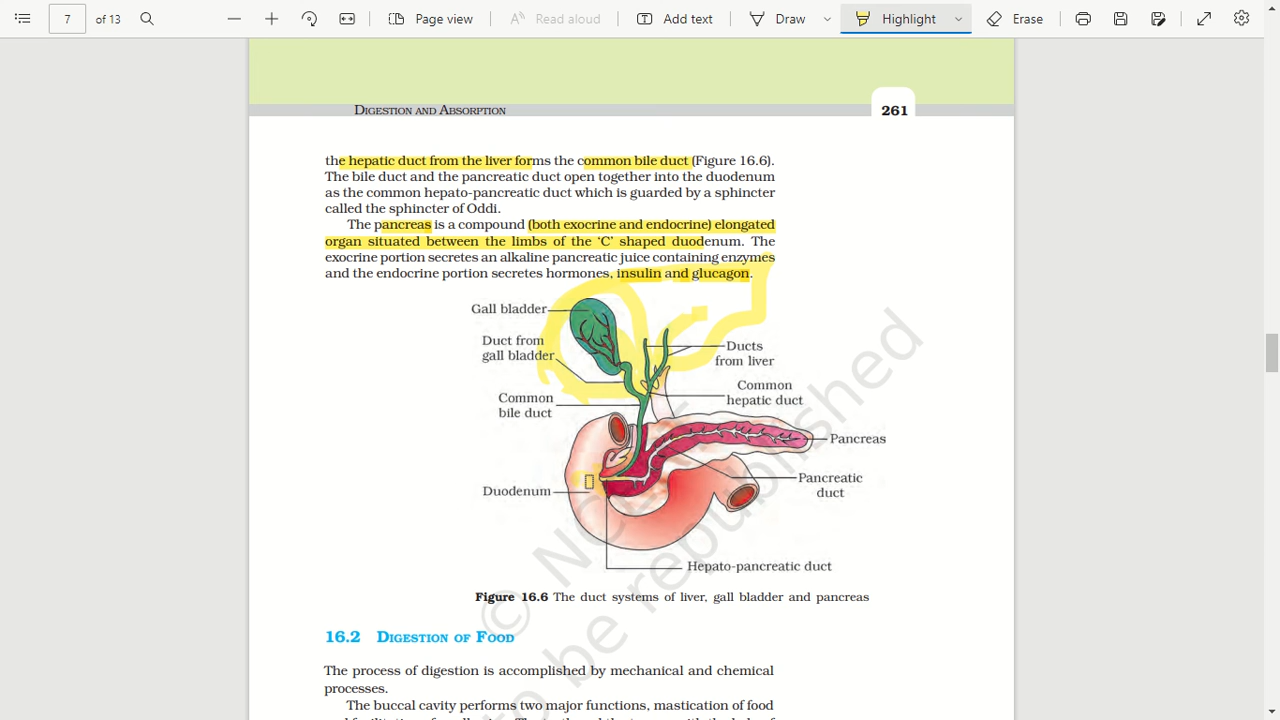 7 of 13 Page view Read aloud Add text Draw Highlight Erase
DIGESTION AND ABSORPTION 261
the hepatic duct from the liver forms the common bile duct (Figure 16.6).
The bile duct and the pancreatic duct open together into the duodenum
as the common hepato-pancreatic duct which is guarded by a sphincter
called the sphincter of Oddi.
The pancreas is a compound (both exocrine and endocrine) elongated
organ situated between the limbs of the ‘C’ shaped duodenum. The
exocrine portion secretes an alkaline pancreatic juice containing enzymes
and the endocrine portion secretes hormones, insulin and glucagon.
Gall bladder
Duct from
gall bladder
Ducts
from liver
Common
hepatic duct
Common
bile duct
Pancreas
Pancreatic
duct
Duodenum
Hepato-pancreatic duct
Figure 16.6 The duct systems of liver, gall bladder and pancreas
16.2 DIGESTION OF FOOD
The process of digestion is accomplished by mechanical and chemical
processes.
The buccal cavity performs two major functions, mastication of food
© NC
to be republished